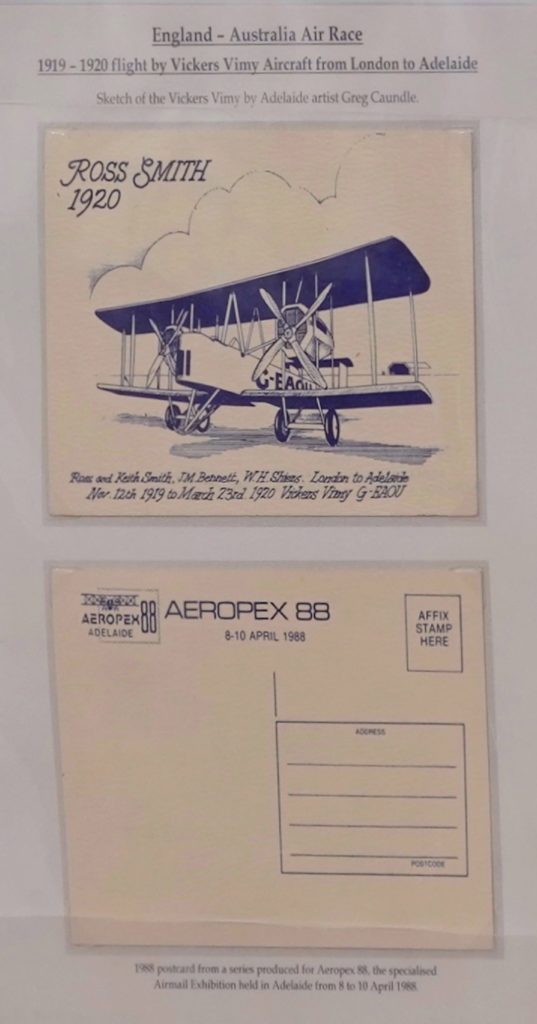 England – Australia Air Race
1919 – 1920 flight by Vickers Vimy Aircraft from London to Adelaide
Sketch of the Vickers Vimy by Adelaide artist Greg Caundle.
ROSS SMITH
1920
G-EAOU
Ross and Keith Smith, J.M. Bennett, W.H. Shiers. London to Adelaide
Nov. 12th 1919 to March 23rd 1920 Vickers Vimy G-EAOU
AEROPEX 88
ADELAIDE
AEROPEX 88
8-10 APRIL 1988
AFFIX
STAMP
HERE
ADDRESS
POSTCODE
1988 postcard from a series produced for Aeropex 88, the specialised
Airmail Exhibition held in Adelaide from 8 to 10 April 1988.